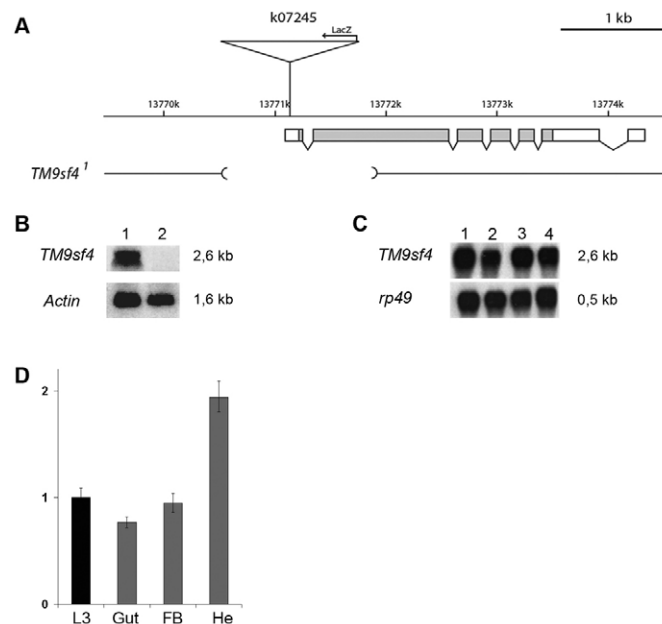 A
k07245
LacZ
1 kb
13770k 13771k 13772k 13773k 13774k
TM9sf4 1
B
1 2
TM9sf4 2,6 kb
Actin 1,6 kb
C
1 2 3 4
TM9sf4 2,6 kb
rp49 0,5 kb
D
2
1
0
L3 Gut FB He